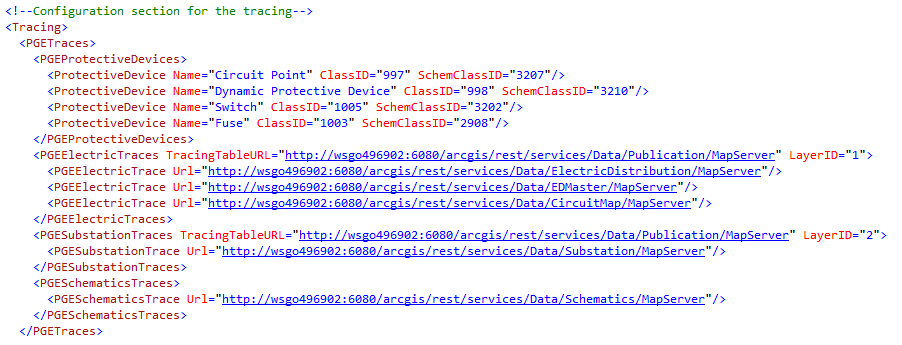 <!--Configuration section for the tracing-->
<Tracing>
<PGETraces>
<PGEProtectiveDevices>
<ProtectiveDevice Name="Circuit Point" ClassID="997" SchemClassID="3207"/>
<ProtectiveDevice Name="Dynamic Protective Device" ClassID="998" SchemClassID="3210"/>
<ProtectiveDevice Name="Switch" ClassID="1005" SchemClassID="3202"/>
<ProtectiveDevice Name="Fuse" ClassID="1003" SchemClassID="2908"/>
</PGEProtectiveDevices>
<PGEElectricTraces TracingTableURL="http://wsgo496902:6080/arcgis/rest/services/Data/Publication/MapServer" LayerID="1">
<PGEElectricTrace Url="http://wsgo496902:6080/arcgis/rest/services/Data/ElectricDistribution/MapServer"/>
<PGEElectricTrace Url="http://wsgo496902:6080/arcgis/rest/services/Data/EDMaster/MapServer"/>
<PGEElectricTrace Url="http://wsgo496902:6080/arcgis/rest/services/Data/CircuitMap/MapServer"/>
</PGEElectricTraces>
<PGESubstationTraces TracingTableURL="http://wsgo496902:6080/arcgis/rest/services/Data/Publication/MapServer" LayerID="2">
<PGESubstationTrace Url="http://wsgo496902:6080/arcgis/rest/services/Data/Substation/MapServer"/>
</PGESubstationTraces>
<PGESchematicsTraces>
<PGESchematicsTrace Url="http://wsgo496902:6080/arcgis/rest/services/Data/Schematics/MapServer"/>
</PGESchematicsTraces>
</PGETraces>